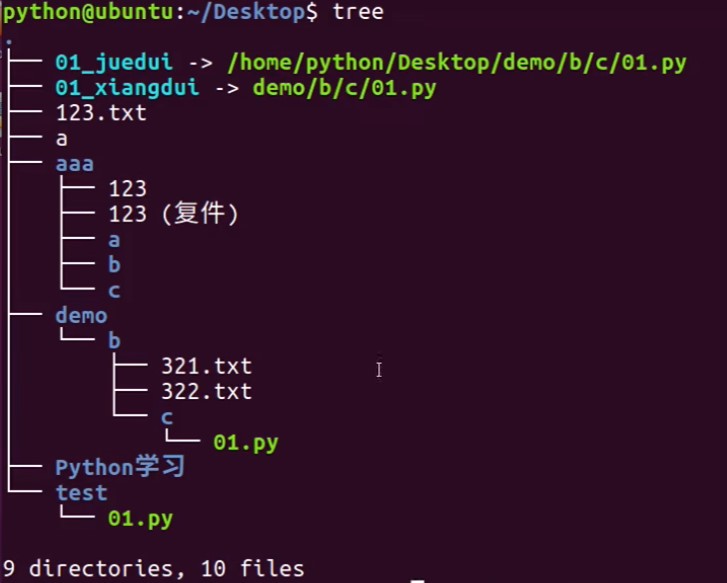 python@ubuntu:~/Desktop$ tree
.
├── 01_juedui -> /home/python/Desktop/demo/b/c/01.py
├── 01_xiangdui -> demo/b/c/01.py
├── 123.txt
├── a
├── aaa
│   ├── 123
│   ├── 123 (复件)
│   ├── a
│   ├── b
│   └── c
├── demo
│   └── b
│       ├── 321.txt
│       ├── 322.txt
│       └── c
│           └── 01.py
├── Python学习
└── test
    └── 01.py
9 directories, 10 files